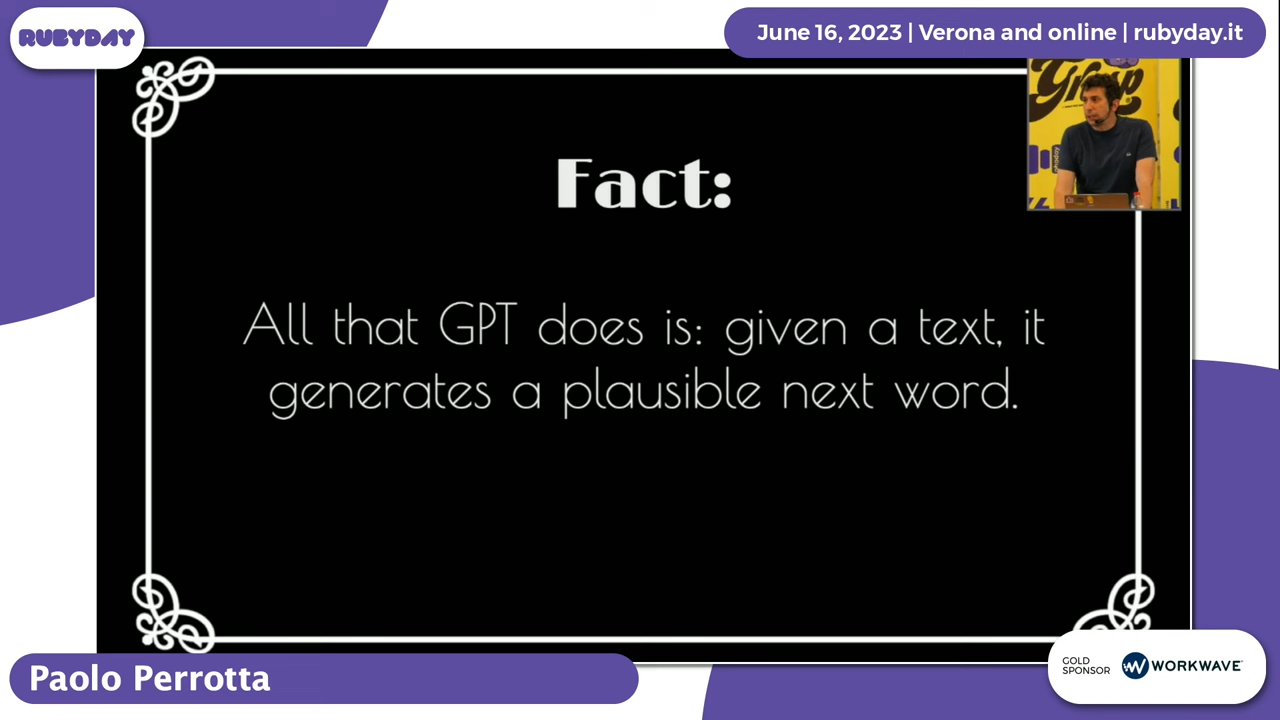 RUBYDAY
June 16, 2023 | Verona and online | rubyday.it
Fact:
All that GPT does is: given a text, it
generates a plausible next word.
Paolo Perrotta
GOLD
SPONSOR
WORKWAVE